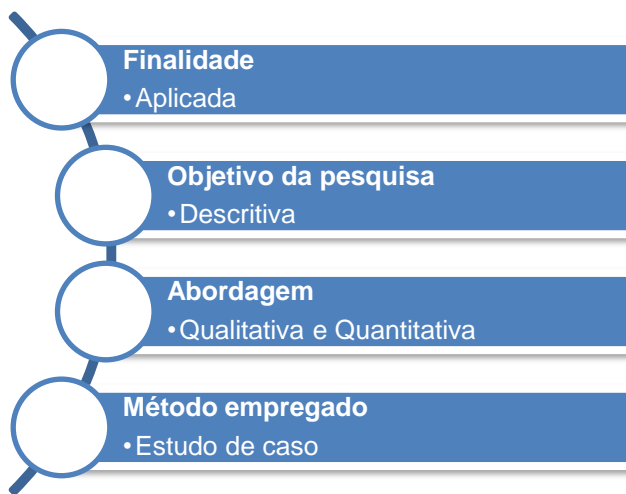 Finalidade
•Aplicada
Objetivo da pesquisa
•Descritiva
Abordagem
•Qualitativa e Quantitativa
Método empregado
•Estudo de caso